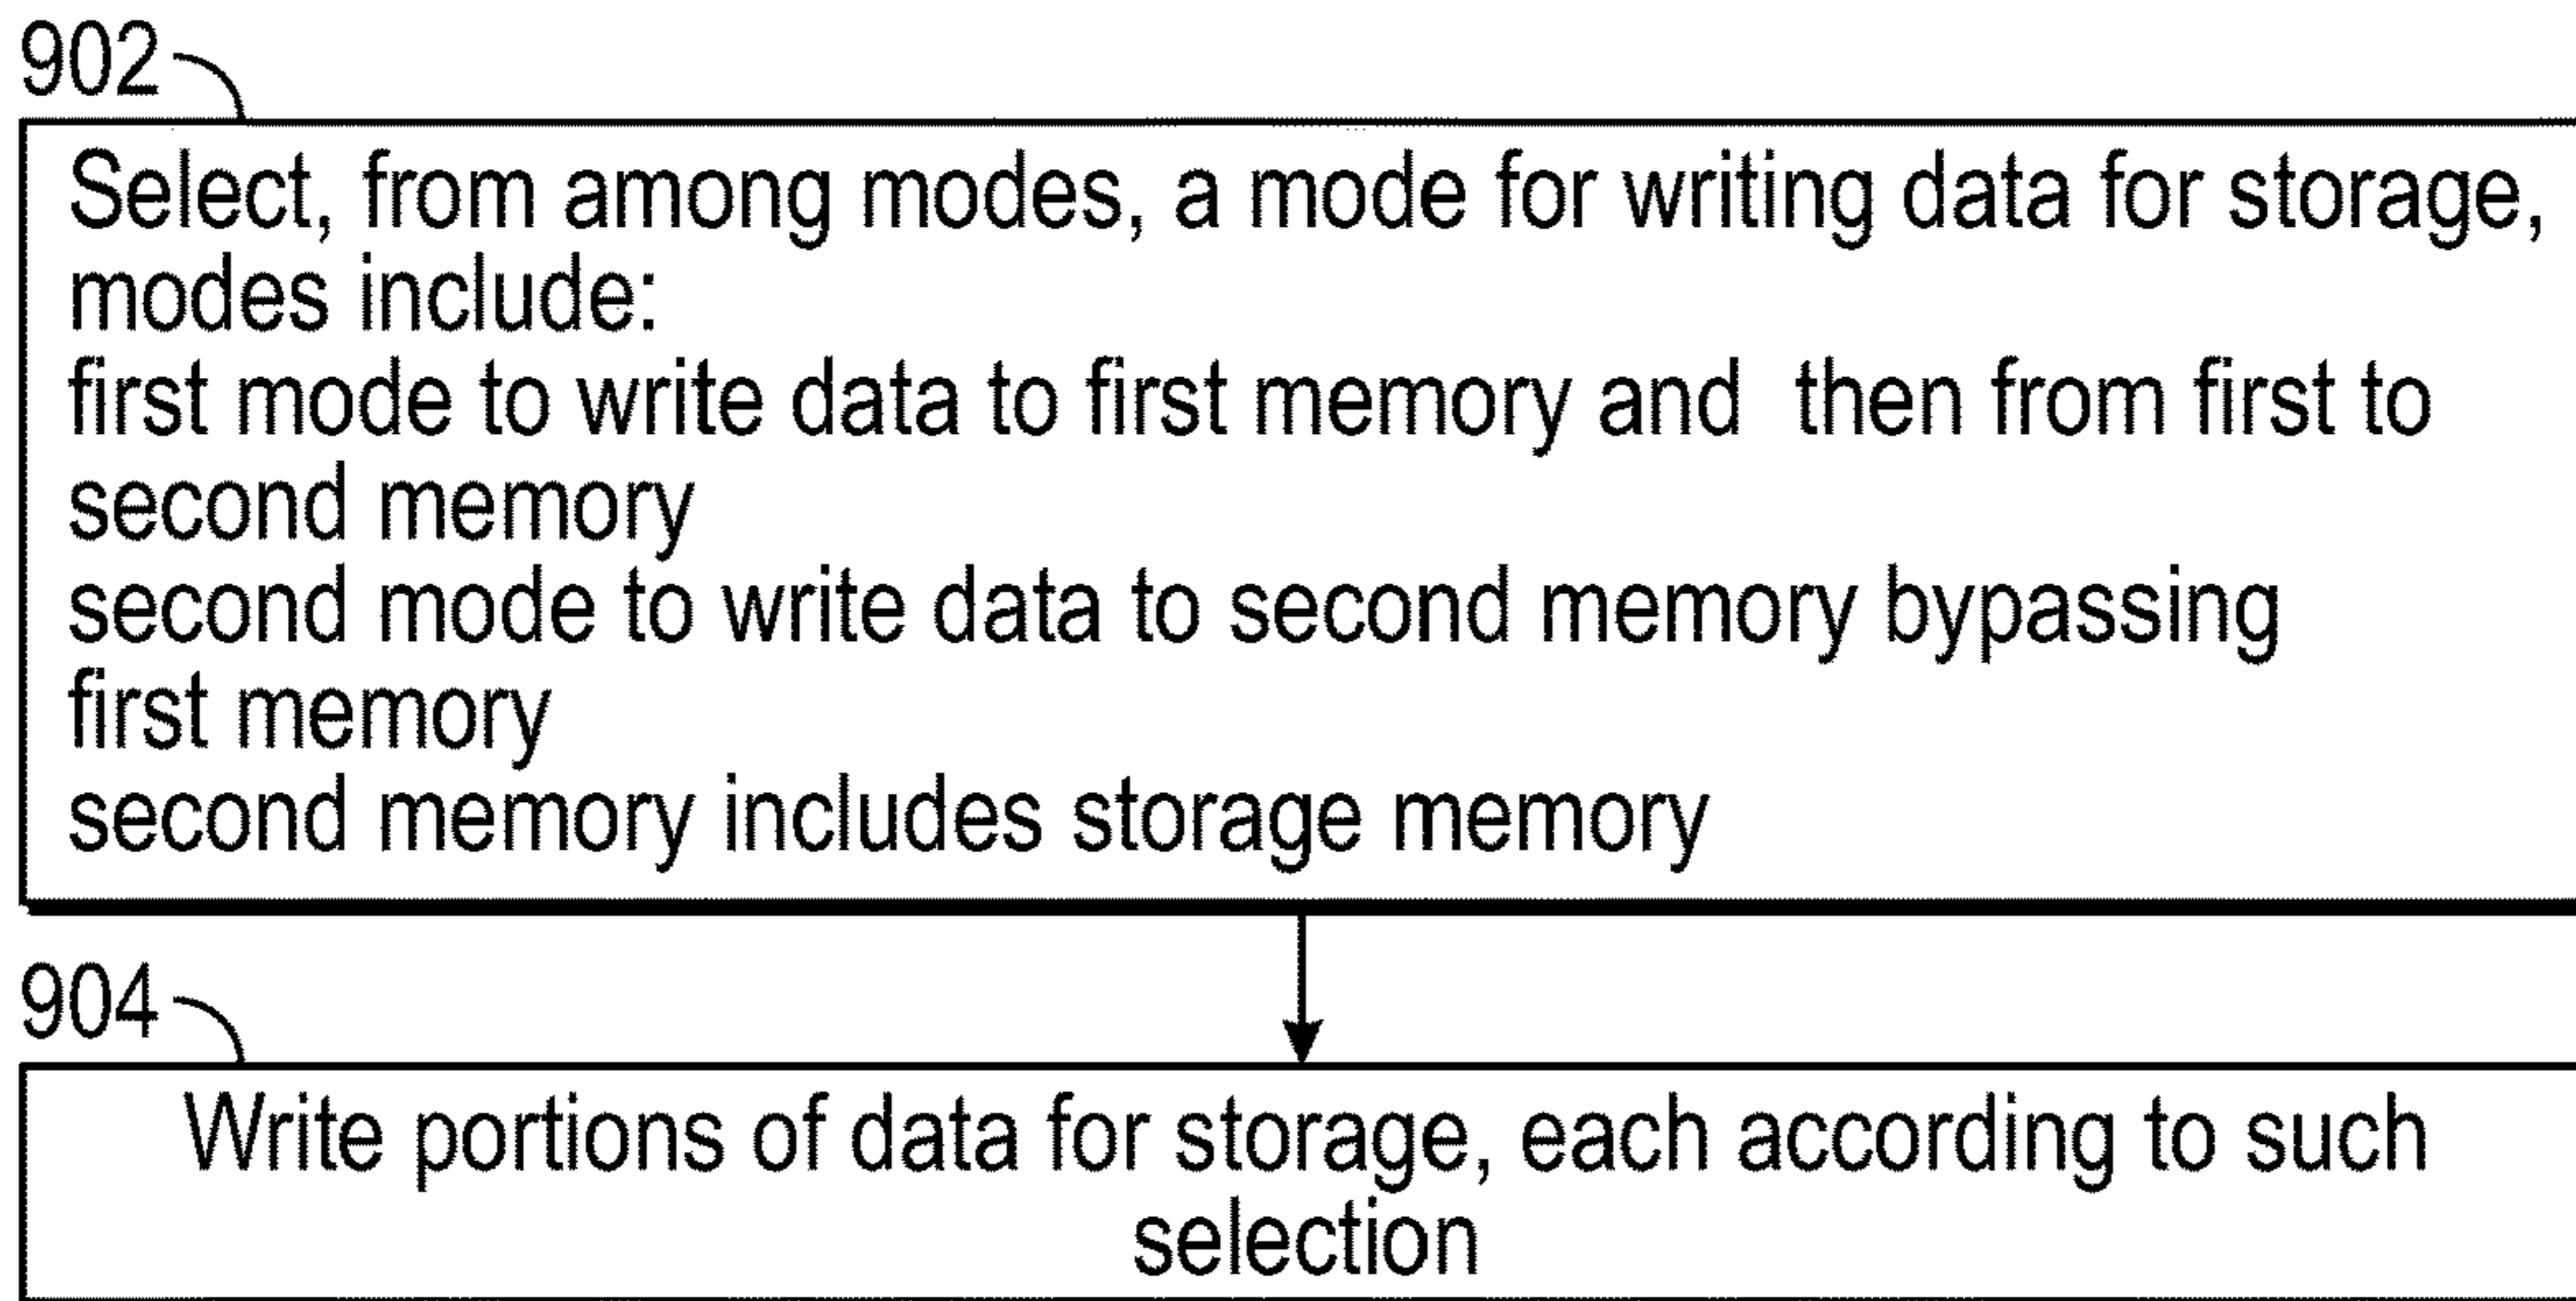 902
Select, from among modes, a mode for writing data for storage,
modes include:
first mode to write data to first memory and then from first to
second memory
second mode to write data to second memory bypassing
first memory
second memory includes storage memory
904
Write portions of data for storage, each according to such
selection